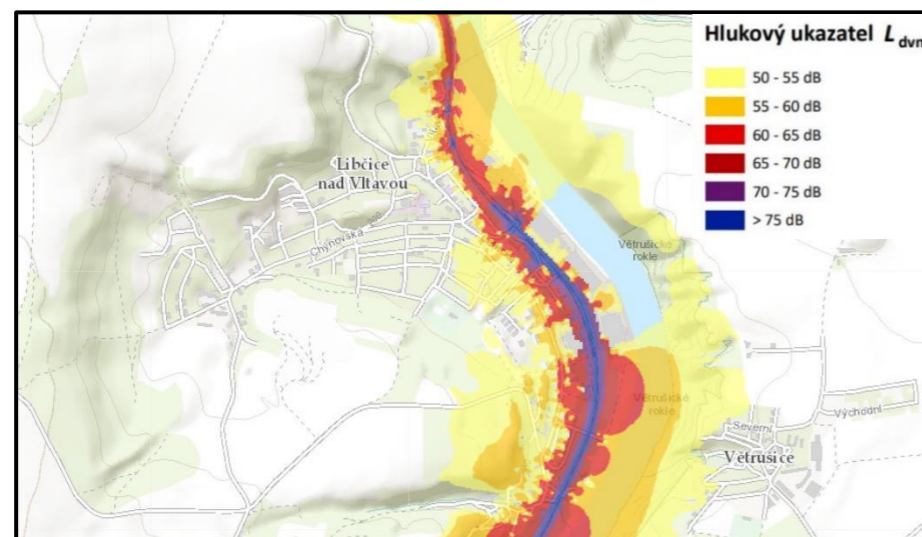 Hlukový ukazatel L dvn
50 - 55 dB
55 - 60 dB
60 - 65 dB
65 - 70 dB
70 - 75 dB
> 75 dB
Libčice
nad Vltavou
Chýnovská
Větrušická
rokle
Větrušické
rokle
Severní
Východní
Větrušice